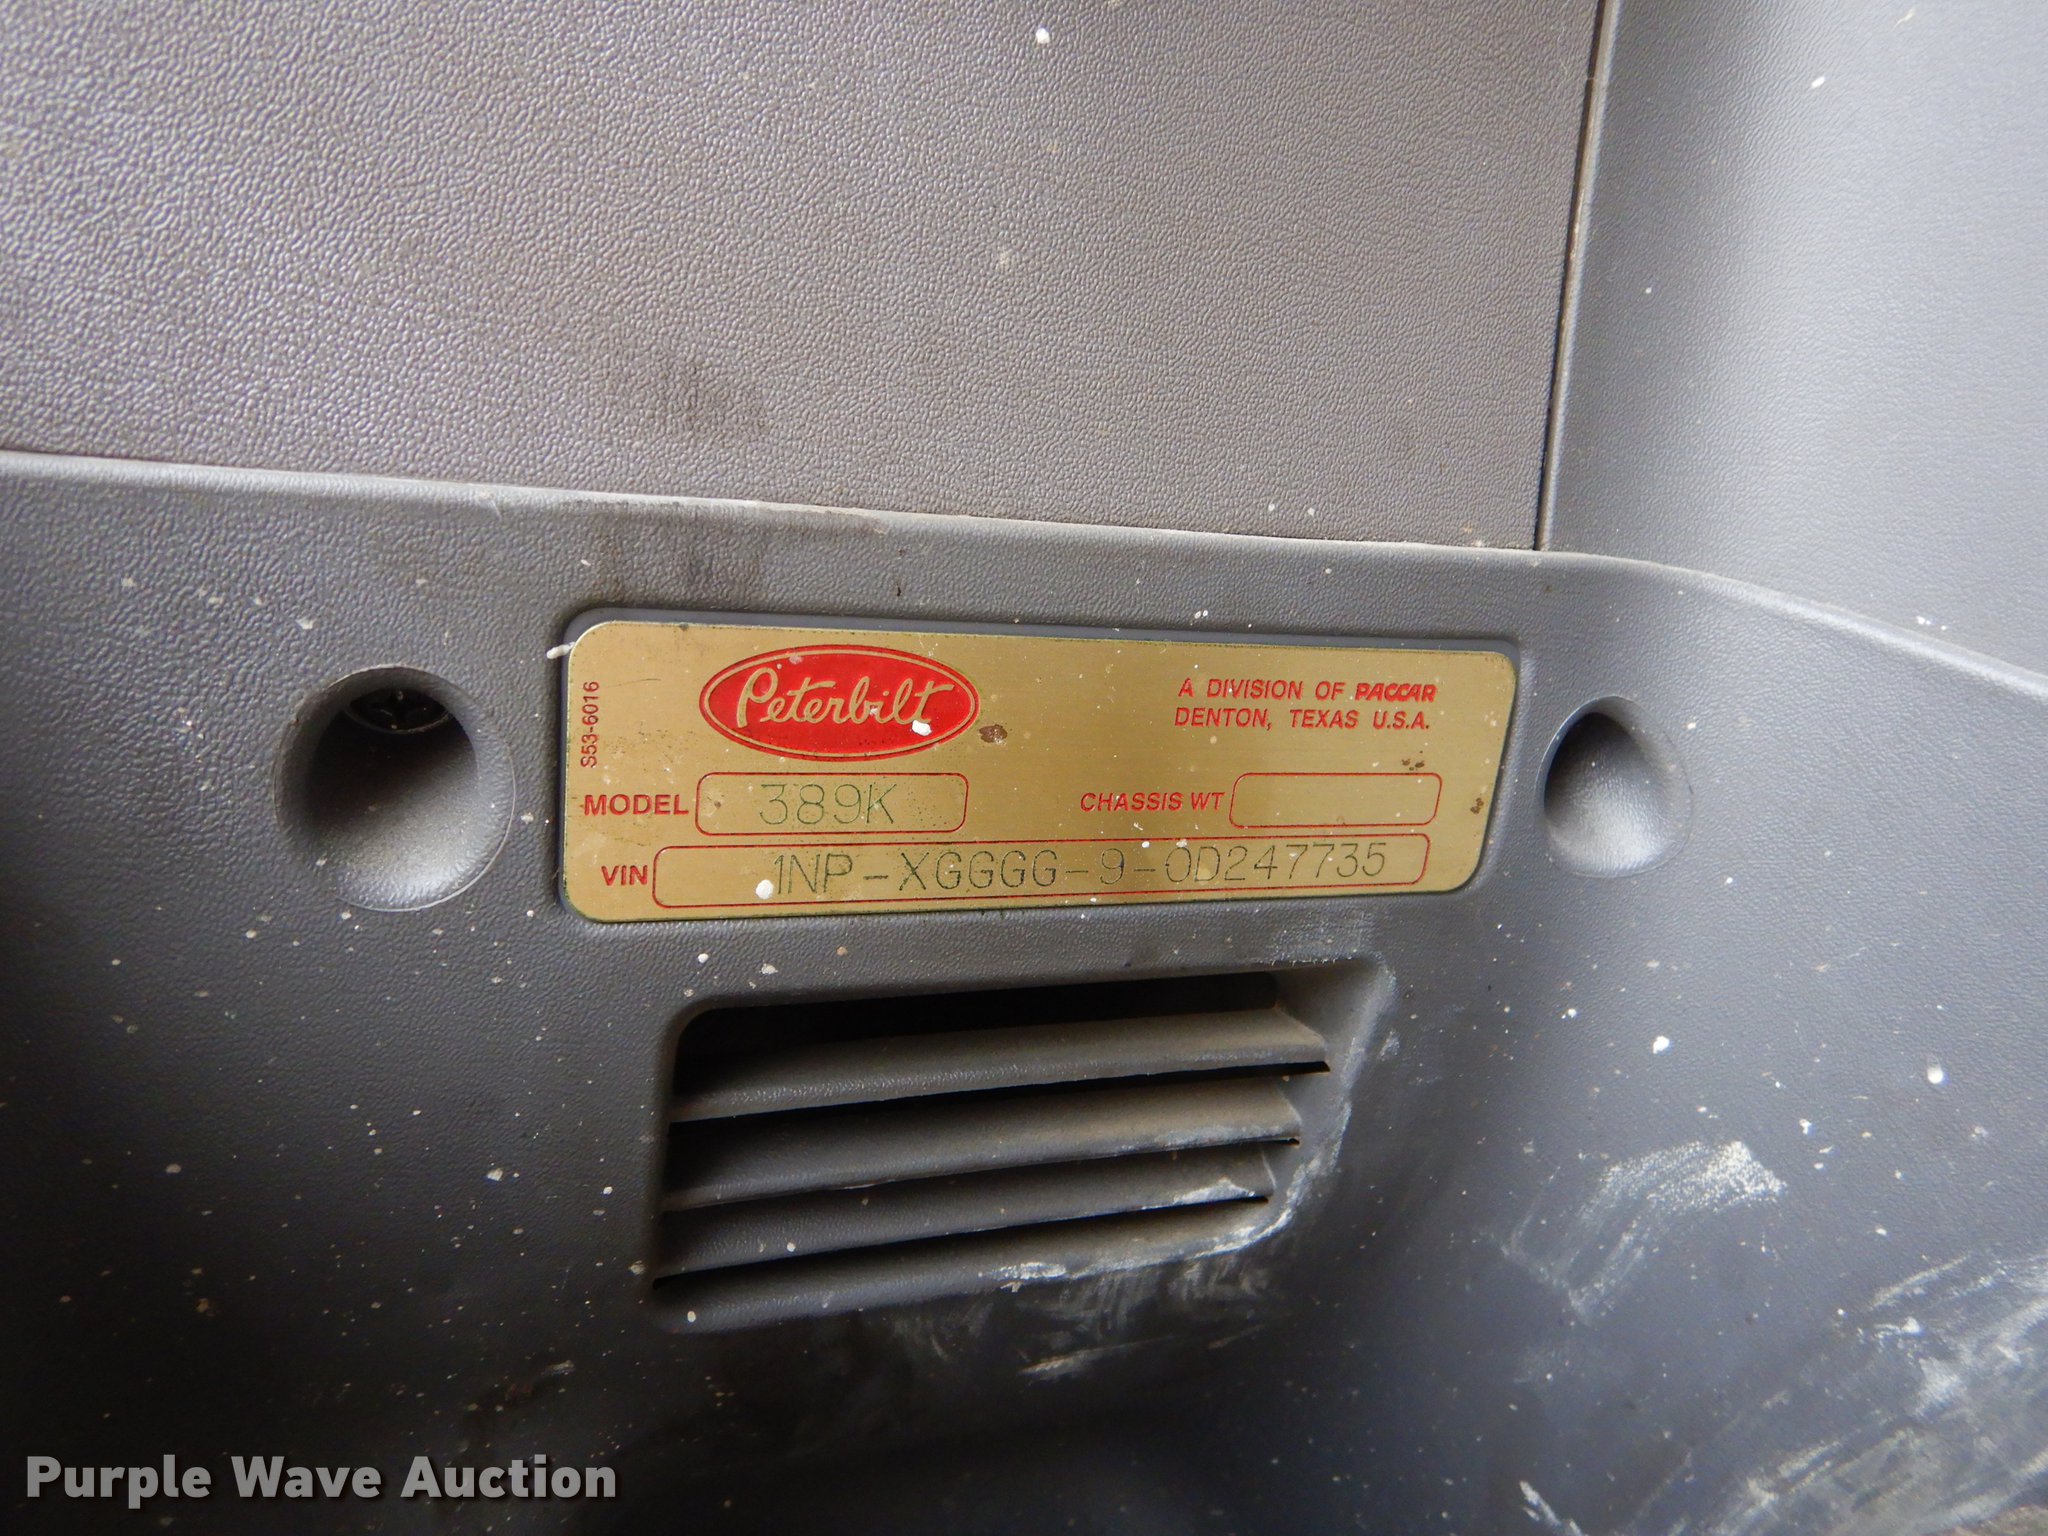 Peterbilt
A DIVISION OF PACCAR
DENTON, TEXAS U.S.A.
S53-6016
MODEL 389K
CHASSIS WT
VIN 1NP-XGGGG-9-0D247735
Purple Wave Auction